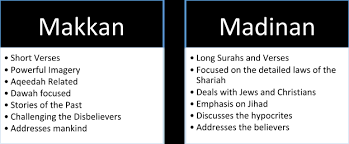 Makkan
• Short Verses
• Powerful Imagery
• Aqeedah Related
• Dawah focused
• Stories of the Past
• Challenging the Disbelievers
• Addresses mankind
Madinan
• Long Surahs and Verses
• Focused on the detailed laws of the
Shariah
• Deals with Jews and Christians
• Emphasis on Jihad
• Discusses the hypocrites
• Addresses the believers